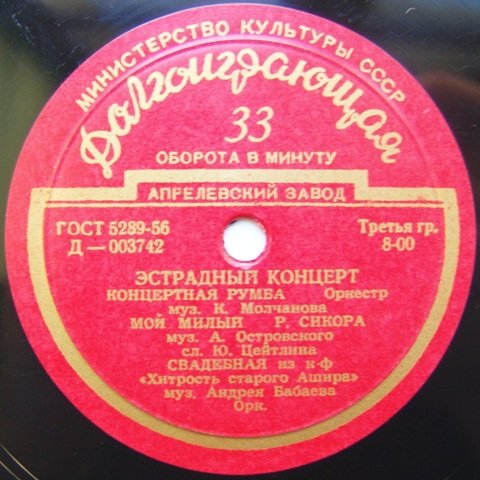 МИНИСТЕРСТВО КУЛЬТУРЫ СССР
Долгоиграющая
33
ОБОРОТА В МИНУТУ
АПРЕЛЕВСКИЙ ЗАВОД
ГОСТ 5289-56 Третья гр.
Д — 003742 8-00
ЭСТРАДНЫЙ КОНЦЕРТ
КОНЦЕРТНАЯ РУМБА Оркестр
муз. К. Молчанова
МОЙ МИЛЫЙ Р. СИКОРА
муз. А. Островского
сл. Ю. Цейтлина
СВАДЕБНАЯ из к-ф
«Хитрость старого Ашира»
муз. Андрея Бабаева
Орк.